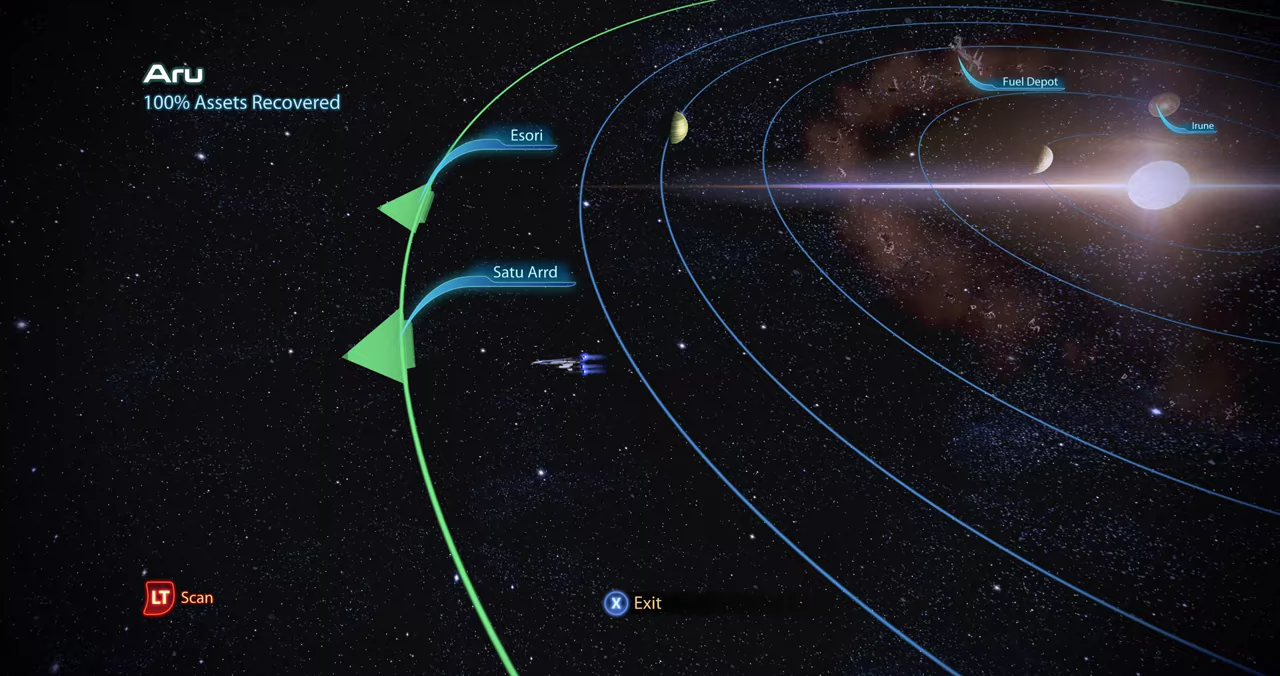 Aru
100% Assets Recovered
Fuel Depot
Irune
Esori
Satu Arrd
LT Scan
X Exit